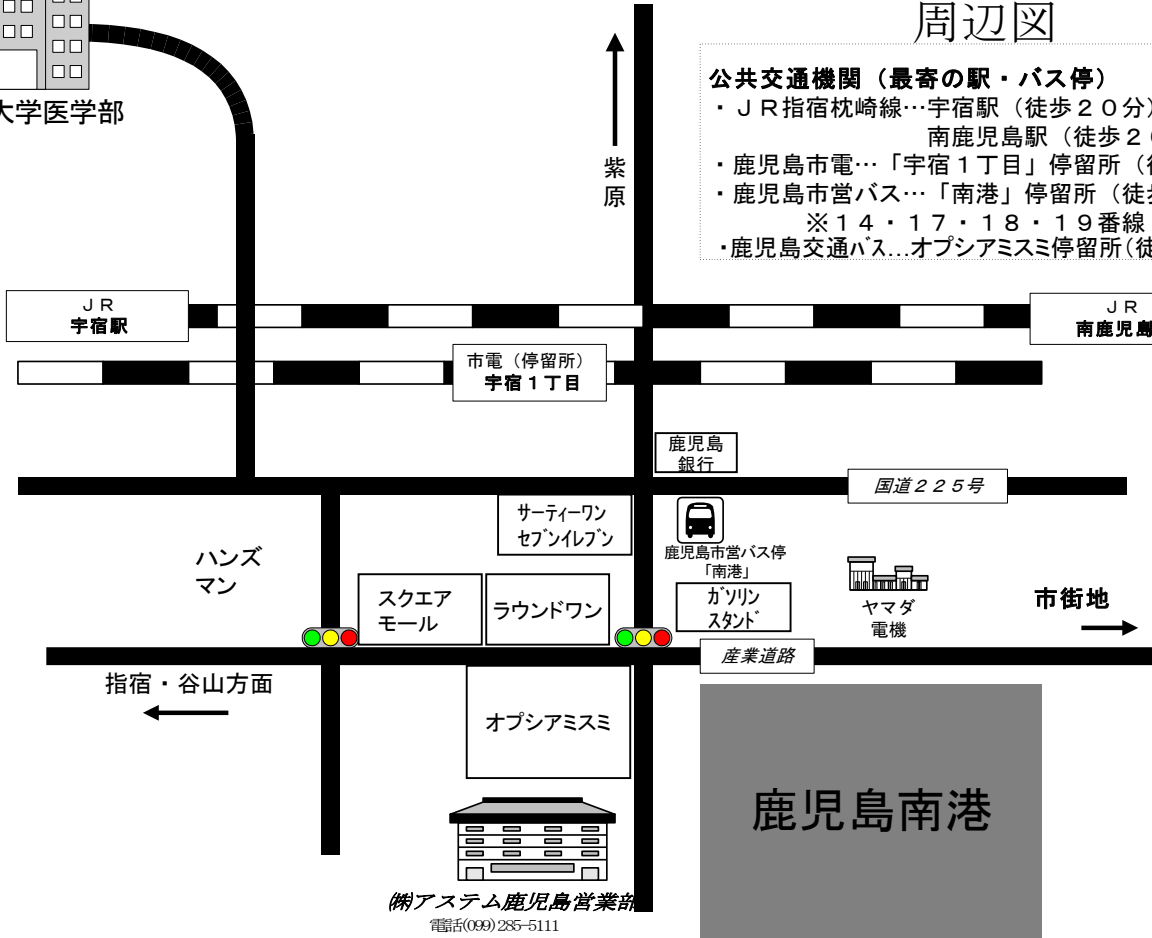 周辺図
公共交通機関（最寄の駅・バス停）
・ＪＲ指宿枕崎線…宇宿駅（徒歩２０分）
南鹿児島駅（徒歩２
・鹿児島市電…「宇宿１丁目」停留所（
・鹿児島市営バス…「南港」停留所（徒
※１４・１７・１８・１９番線
・鹿児島交通バス…オプシアミスミ停留所（徒
大学医学部
紫
原
ＪＲ
宇宿駅
ＪＲ
南鹿児島
市電（停留所）
宇宿１丁目
鹿児島
銀行
国道２２５号
サーティーワン
セブンイレブン
鹿児島市営バス停
「南港」
ハンズ
マン
スクエア
モール
ラウンドワン
ガソリン
スタンド
ヤマダ
電機
市街地
産業道路
指宿・谷山方面
オプシアミスミ
鹿児島南港
㈱アステム鹿児島営業部
電話(099)285-5111